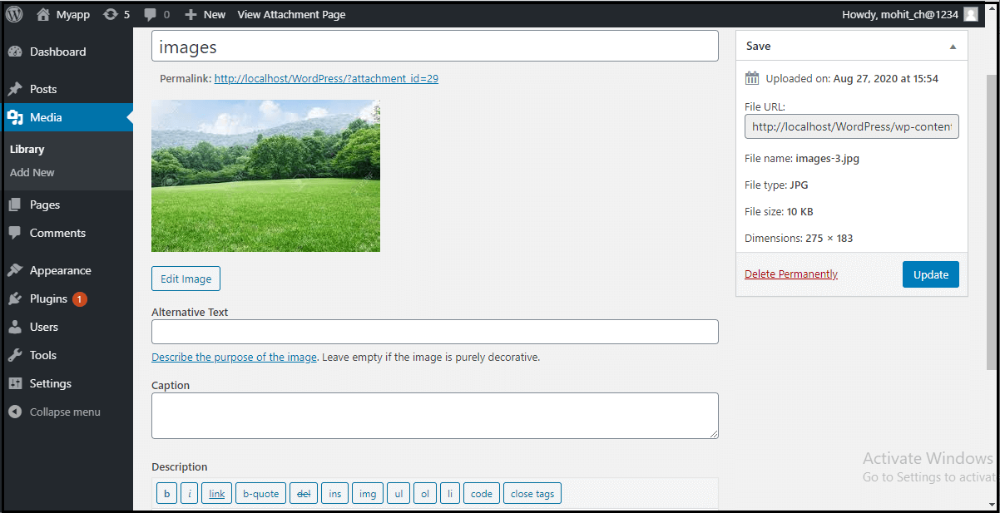 Myapp 5 0 New View Attachment Page Howdy, mohit_ch@1234
Dashboard
Posts
Media
Library
Add New
Pages
Comments
Appearance
Plugins 1
Users
Tools
Settings
Collapse menu
images
Permalink: http://localhost/WordPress/?attachment_id=29
Edit Image
Alternative Text
Describe the purpose of the image. Leave empty if the image is purely decorative.
Caption
Description
b i link b-quote del ins img ul ol li code close tags
Save
Uploaded on: Aug 27, 2020 at 15:54
File URL:
http://localhost/WordPress/wp-conten
File name: images-3.jpg
File type: JPG
File size: 10 KB
Dimensions: 275 × 183
Delete Permanently Update
Activate Windows
Go to Settings to activat